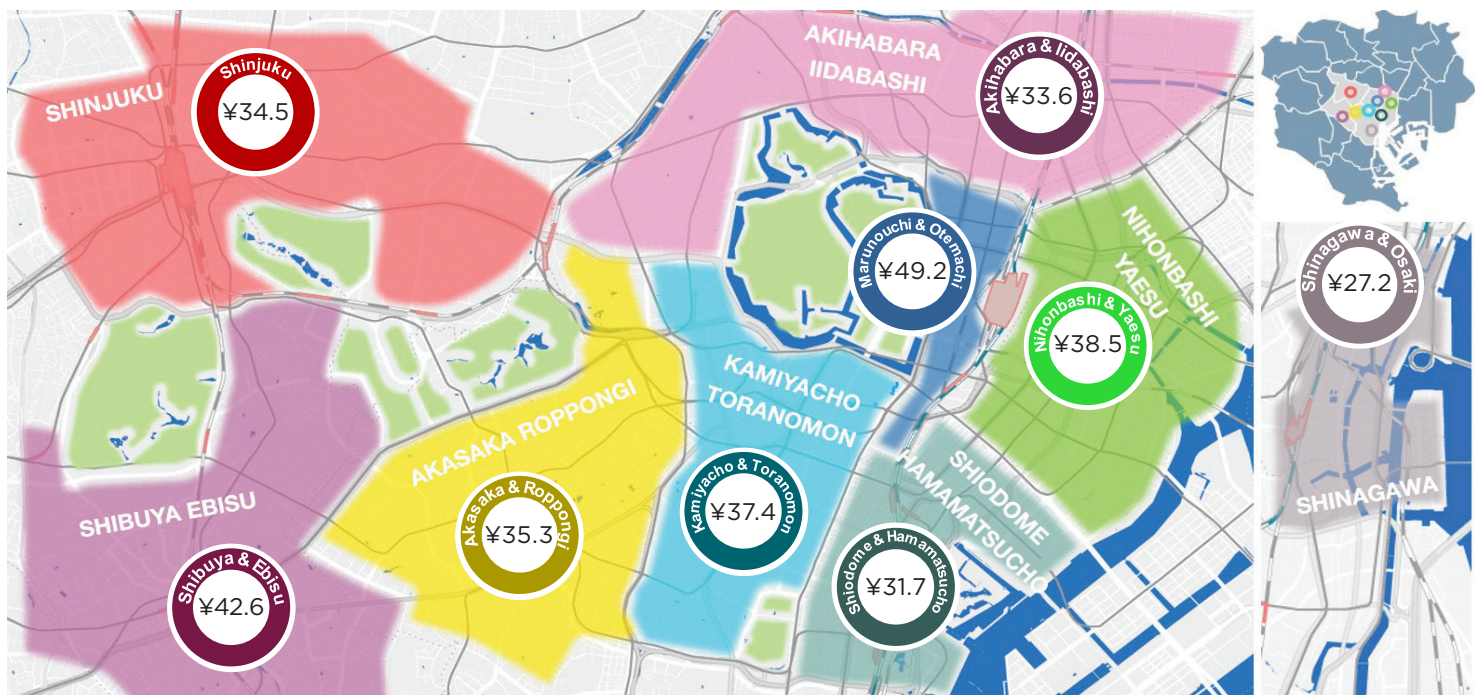 SHINJUKU
Shinjuku
¥34.5
AKIHABARA
IIDABASHI
Akihabara & Iidabashi
¥33.6
Marunouchi & Otemachi
¥49.2
NIHONBASHI
YAESU
Nihonbashi & Yaesu
¥38.5
Shinagawa & Osaki
¥27.2
SHINAGAWA
KAMIYACHO
TORANOMON
Kamiyacho & Toranomon
¥37.4
AKASAKA ROPPONGI
Akasaka & Roppongi
¥35.3
SHIBUYA EBISU
Shibuya & Ebisu
¥42.6
SHIODOME
HAMAMATSUCHO
Shiodome & Hamamatsucho
¥31.7